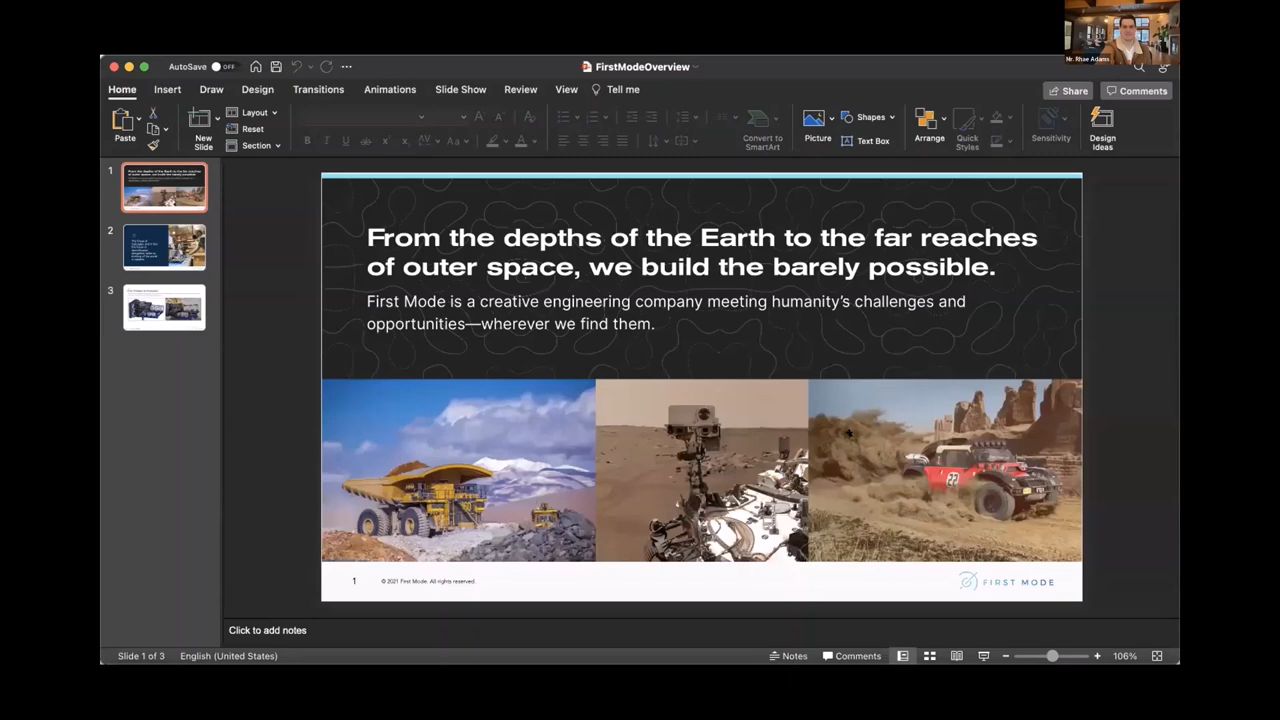 Mr. Rhae Adams
AutoSave OFF
FirstModeOverview
Home Insert Draw Design Transitions Animations Slide Show Review View Tell me
Share Comments
Paste
New Slide
Layout
Reset
Section
Convert to SmartArt
Picture
Shapes
Text Box
Arrange
Quick Styles
Sensitivity
Design Ideas
1
2
3
From the depths of the Earth to the far reaches
of outer space, we build the barely possible.
First Mode is a creative engineering company meeting humanity's challenges and
opportunities—wherever we find them.
22
1 © 2021 First Mode. All rights reserved. FIRST MODE
Click to add notes
Slide 1 of 3 English (United States) Notes Comments 106%